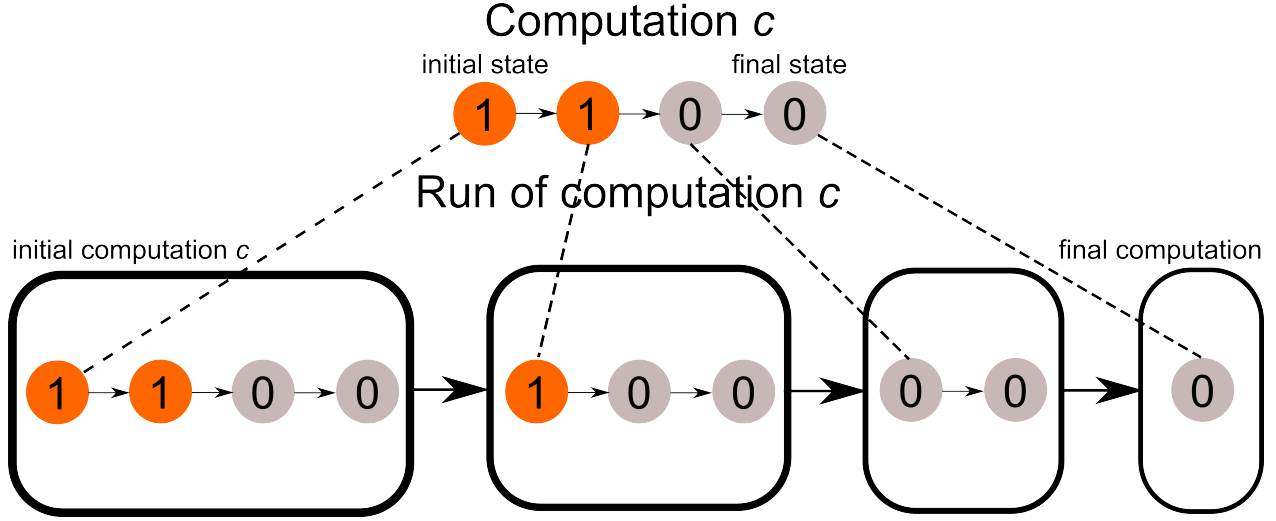 Computation c
initial state final state
1 1 0 0
Run of computation c
initial computation c final computation
1 1 0 0 1 0 0 0 0 0